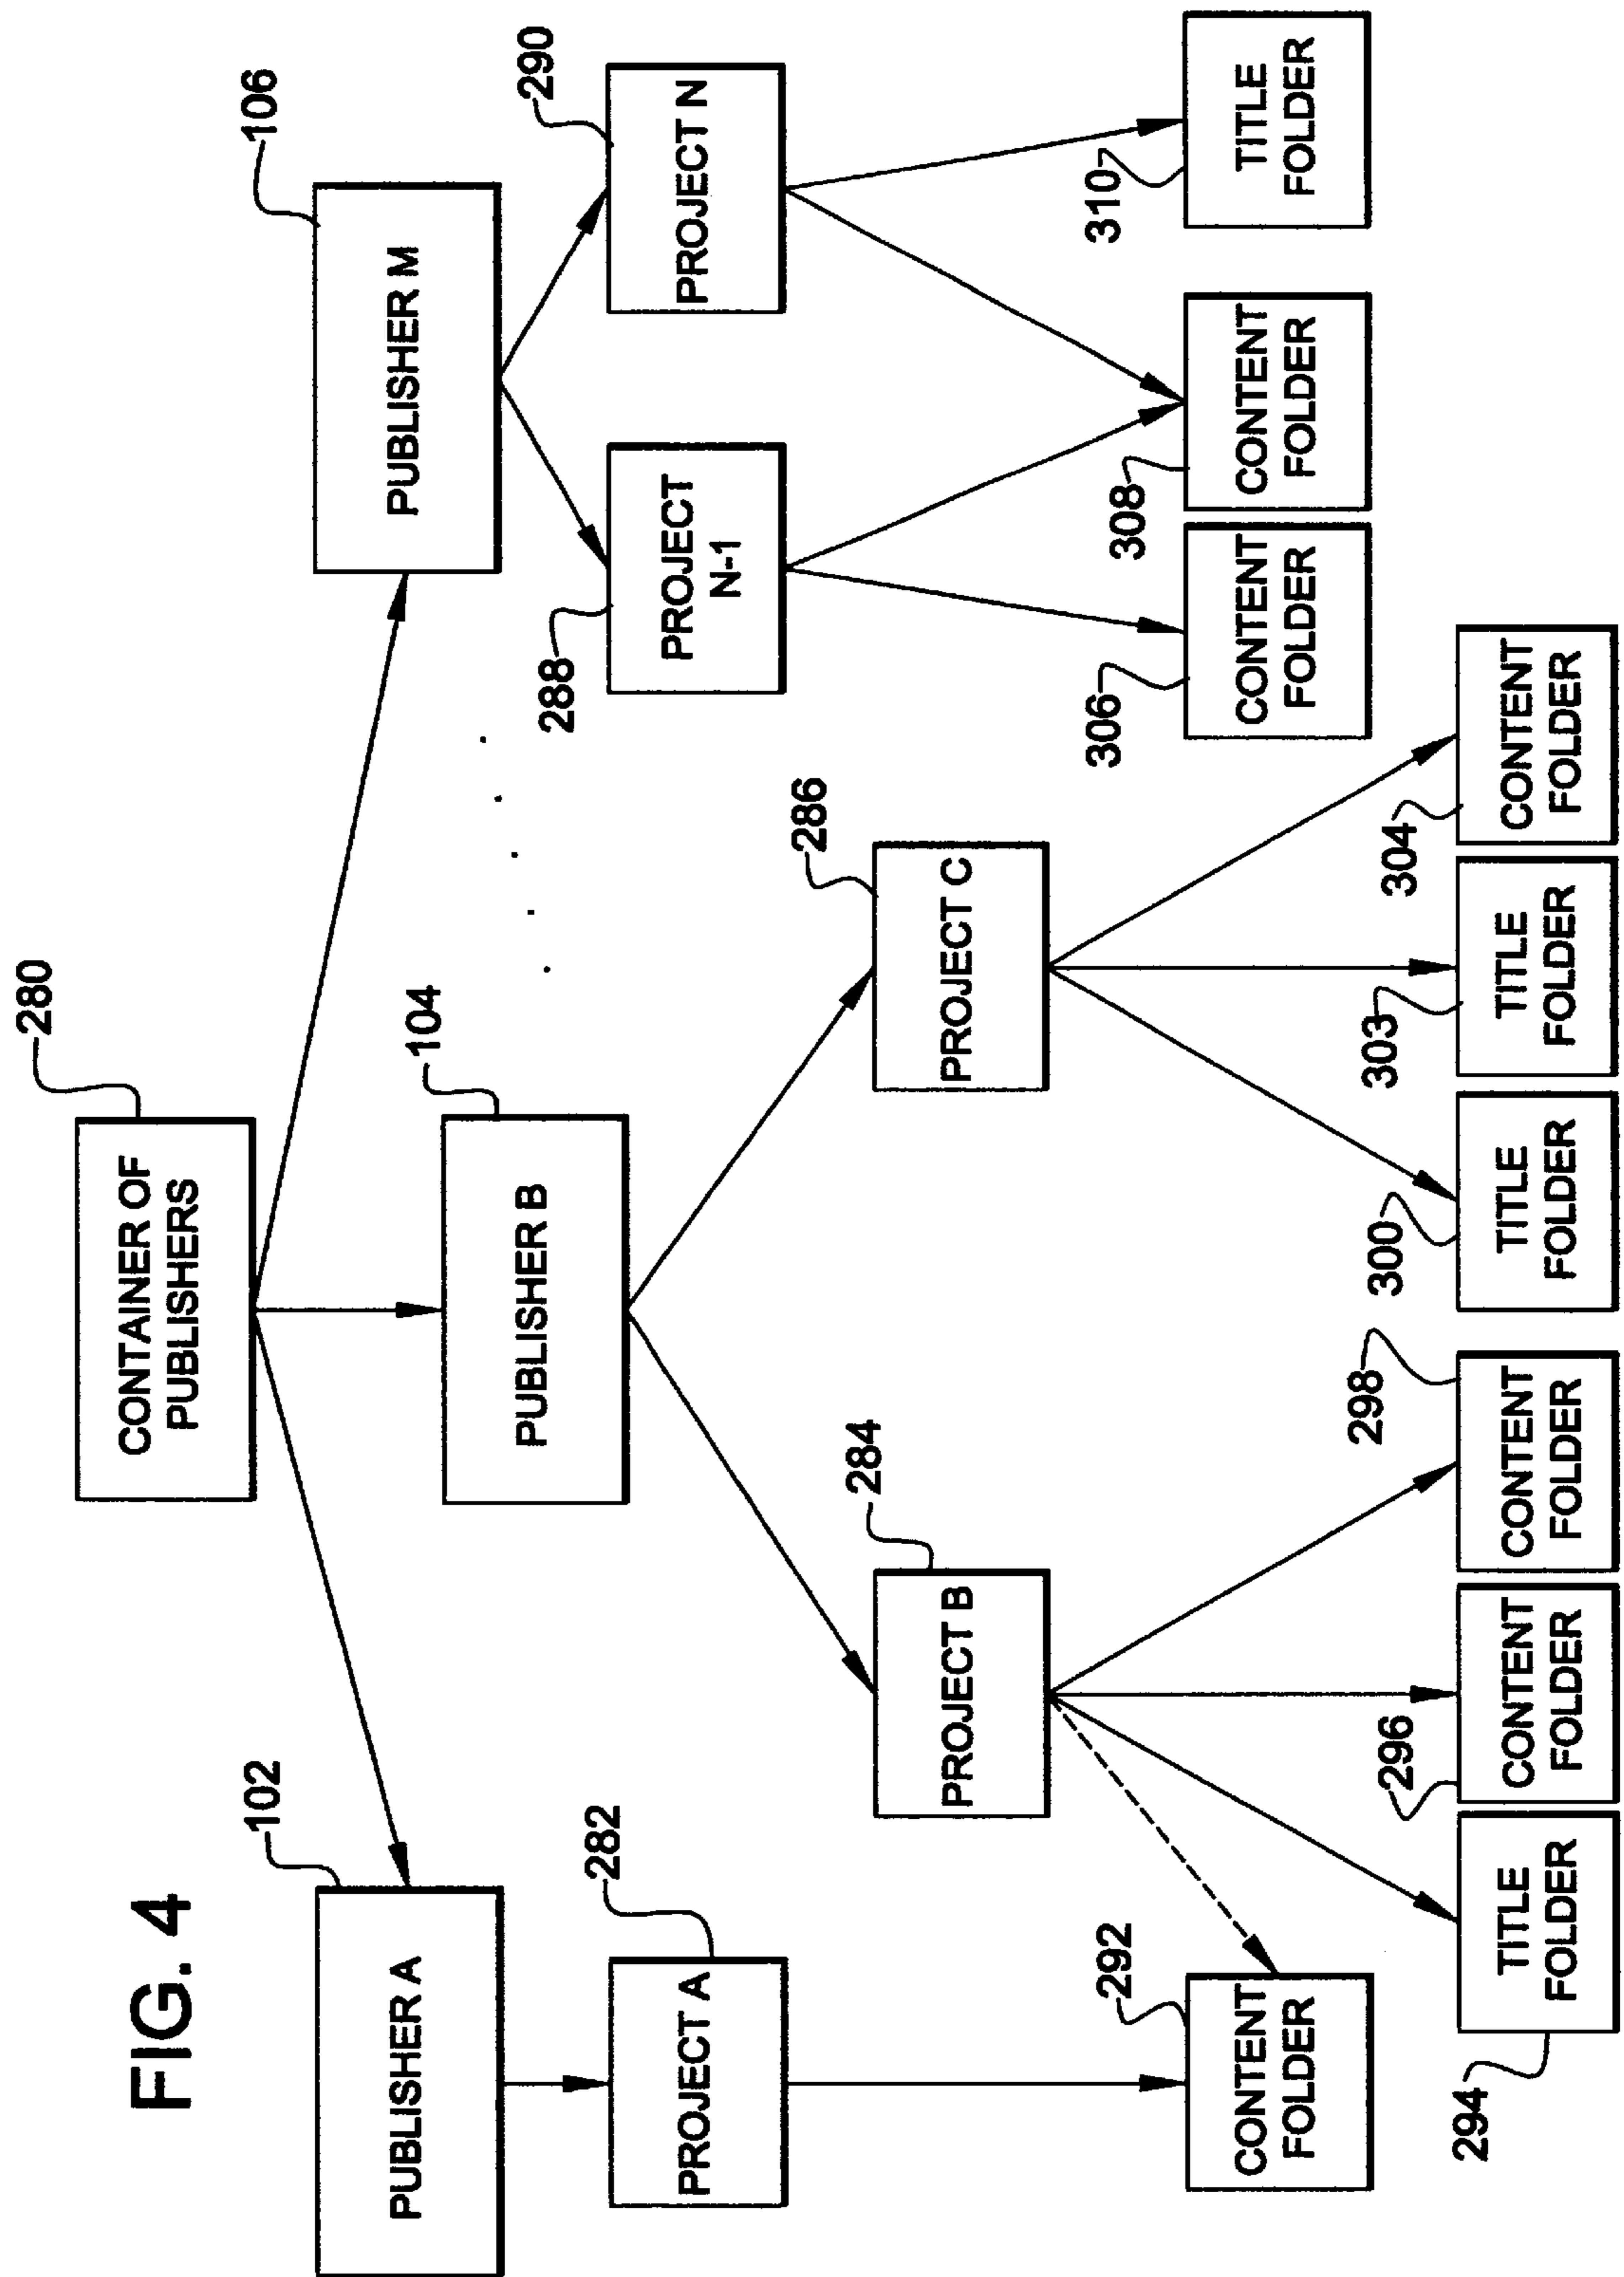 FIG. 4
CONTAINER OF
PUBLISHERS
280
PUBLISHER A
102
PUBLISHER B
104
PUBLISHER M
106
PROJECT A
282
PROJECT B
284
PROJECT C
286
PROJECT
N-1
288
PROJECT N
290
CONTENT
FOLDER
292
TITLE
FOLDER
294
CONTENT
FOLDER
296
CONTENT
FOLDER
298
TITLE
FOLDER
300
TITLE
FOLDER
303
CONTENT
FOLDER
304
CONTENT
FOLDER
306
CONTENT
FOLDER
308
TITLE
FOLDER
310